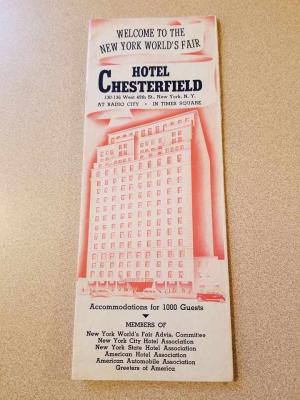 WELCOME TO THE
NEW YORK WORLD'S FAIR
HOTEL
CHESTERFIELD
130-136 West 49th St., New York, N. Y.
AT RADIO CITY • IN TIMES SQUARE
Accommodations for 1000 Guests
MEMBERS OF
New York World's Fair Advis. Committee
New York City Hotel Association
New York State Hotel Association
American Hotel Association
American Automobile Association
Greeters of America